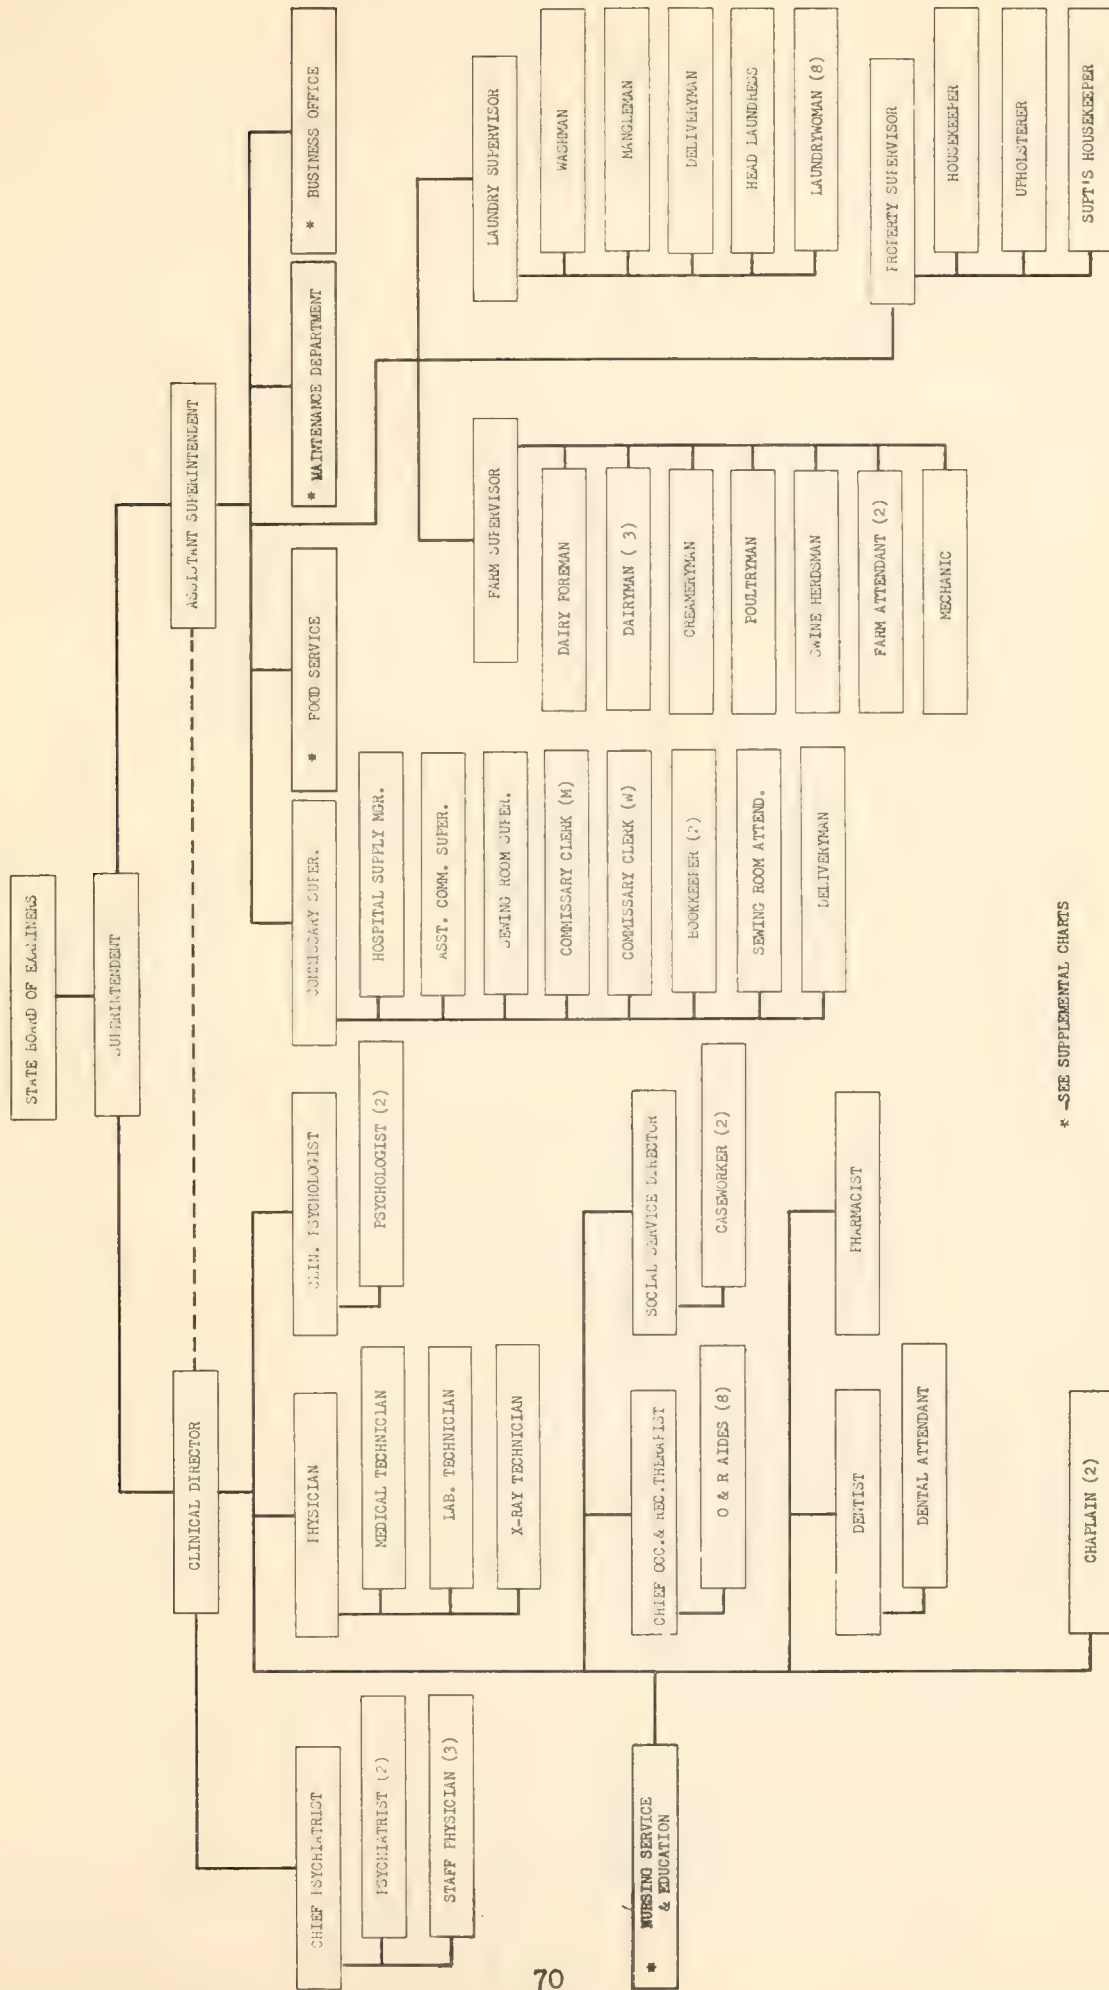 STATE BOARD OF EXAMINERS
SUPERINTENDENT
CLINICAL DIRECTOR
ASSISTANT SUPERINTENDENT
CHIEF PSYCHIATRIST
PSYCHIATRIST (2)
STAFF PHYSICIAN (3)
PHYSICIAN
MEDICAL TECHNICIAN
LAB. TECHNICIAN
X-RAY TECHNICIAN
CLIN. PSYCHOLOGIST
PSYCHOLOGIST (2)
* NURSING SERVICE
& EDUCATION
CHIEF OCC.& REC.THERAPIST
O & R AIDES (8)
SOCIAL SERVICE DIRECTOR
CASEWORKER (2)
DENTIST
DENTAL ATTENDANT
PHARMACIST
CHAPLAIN (2)
COMMISSARY SUPER.
HOSPITAL SUPPLY MGR.
ASST. COMM. SUPER.
SEWING ROOM SUPER.
COMMISSARY CLERK (M)
COMMISSARY CLERK (W)
BOOKKEEPER (2)
SEWING ROOM ATTEND.
DELIVERYMAN
* FOOD SERVICE
* MAINTENANCE DEPARTMENT
* BUSINESS OFFICE
FARM SUPERVISOR
DAIRY FOREMAN
DAIRYMAN ( 3)
CREAMERYMAN
POULTRYMAN
SWINE HERDSMAN
FARM ATTENDANT (2)
MECHANIC
LAUNDRY SUPERVISOR
WASHMAN
MANGLEMAN
DELIVERYMAN
HEAD LAUNDRESS
LAUNDRYWOMAN (8)
PROPERTY SUPERVISOR
HOUSEKEEPER
UPHOLSTERER
SUPT'S HOUSEKEEPER
* -SEE SUPPLEMENTAL CHARTS
70